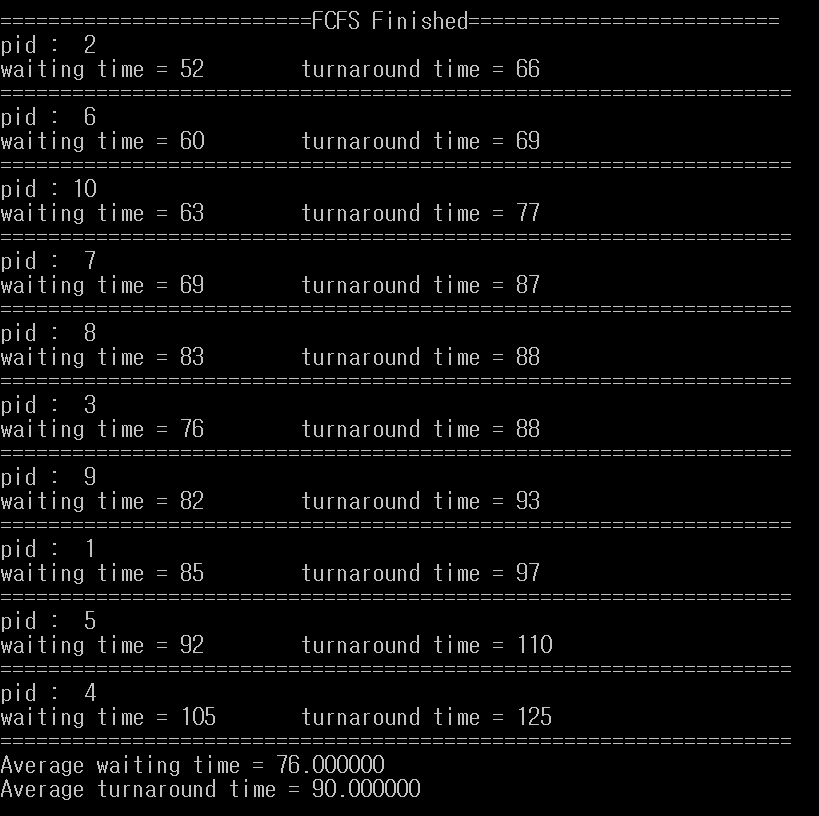 ==========================FCFS Finished==========================
pid :  2
waiting time = 52        turnaround time = 66
==================================================================
pid :  6
waiting time = 60        turnaround time = 69
==================================================================
pid : 10
waiting time = 63        turnaround time = 77
==================================================================
pid :  7
waiting time = 69        turnaround time = 87
==================================================================
pid :  8
waiting time = 83        turnaround time = 88
==================================================================
pid :  3
waiting time = 76        turnaround time = 88
==================================================================
pid :  9
waiting time = 82        turnaround time = 93
==================================================================
pid :  1
waiting time = 85        turnaround time = 97
==================================================================
pid :  5
waiting time = 92        turnaround time = 110
==================================================================
pid :  4
waiting time = 105       turnaround time = 125
==================================================================
Average waiting time = 76.000000
Average turnaround time = 90.000000